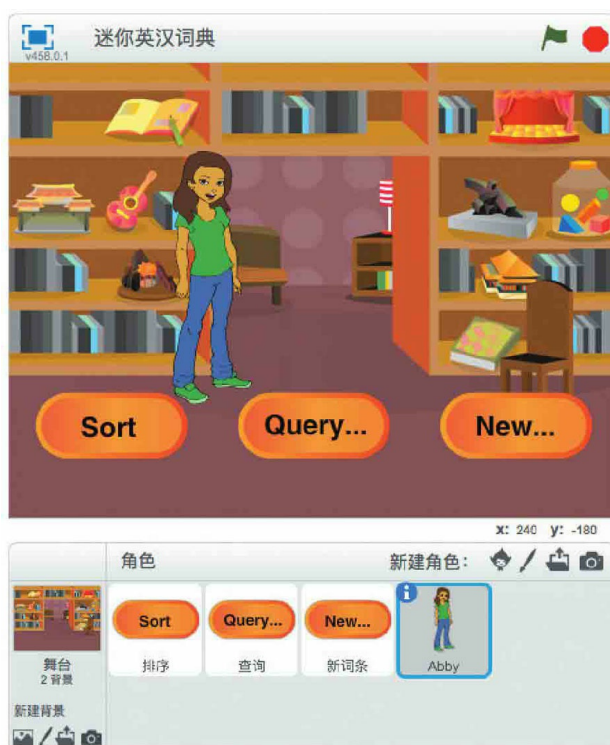 迷你英汉词典
v458.0.1
Sort
Query...
New...
x: 240 y: -180
角色
新建角色:
Sort
Query...
New...
舞台
2 背景
排序
查询
新词条
Abby
新建背景